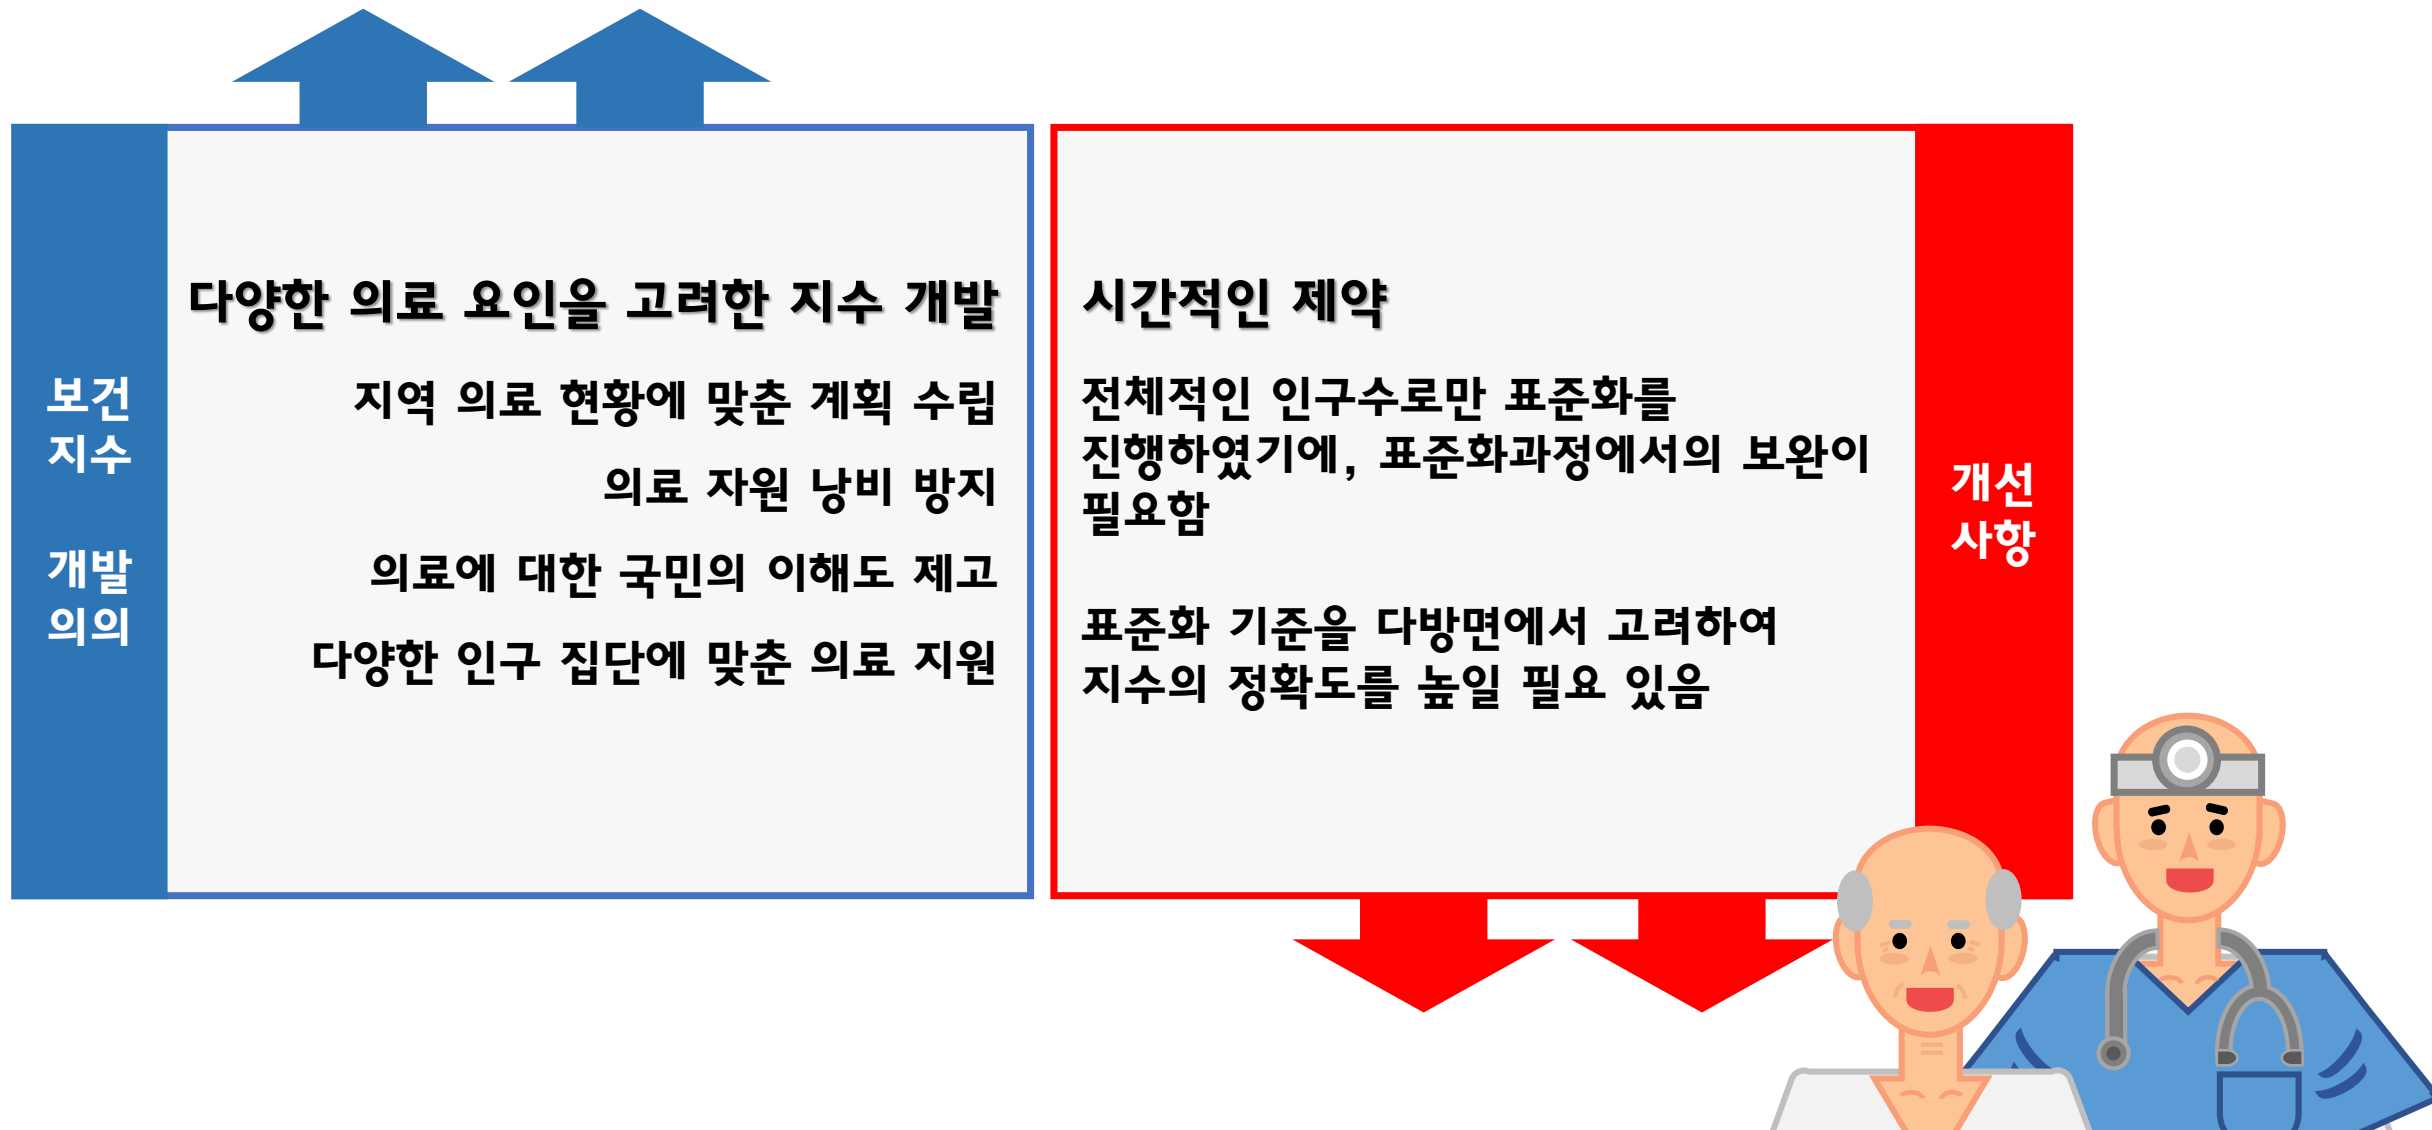 보건
지수
개발
의의
다양한 의료 요인을 고려한 지수 개발
지역 의료 현황에 맞춘 계획 수립
의료 자원 낭비 방지
의료에 대한 국민의 이해도 제고
다양한 인구 집단에 맞춘 의료 지원
시간적인 제약
전체적인 인구수로만 표준화를
진행하였기에, 표준화과정에서의 보완이
필요함
표준화 기준을 다방면에서 고려하여
지수의 정확도를 높일 필요 있음
개선
사항